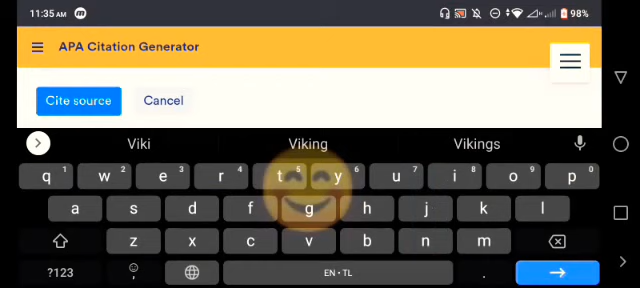 11:35 AM m 98%
APA Citation Generator
Cite source Cancel
Viki Viking Vikings
q 1 w 2 e 3 r 4 t 5 y 6 u 7 i 8 o 9 p 0
a s d f g h j k l
z x c v b n m
?123 , EN • TL .